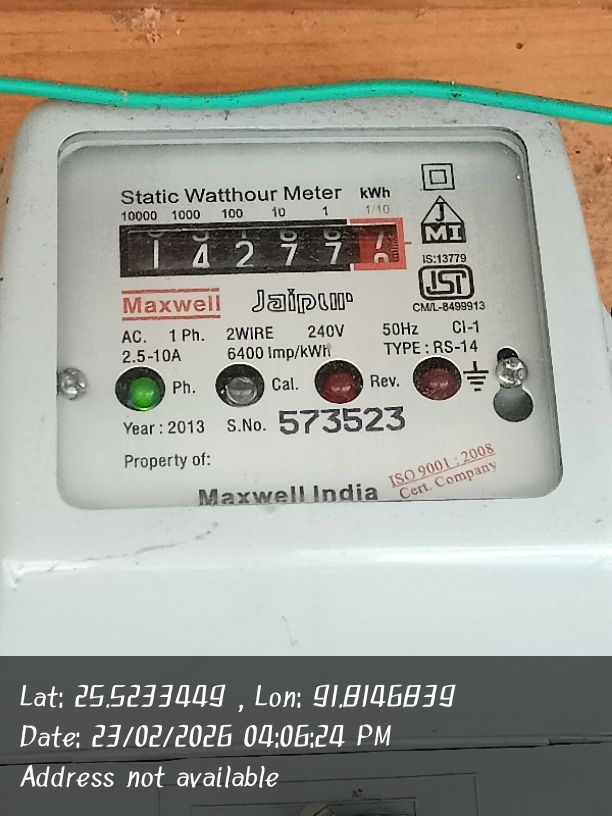 Static Watthour Meter kWh
10000 1000 100 10 1 1/10
1 4 2 7 7
IS:13779
Maxwell Jaipur
CM/L-8499913
AC. 1 Ph. 2WIRE 240V 50Hz Cl-1
2.5-10A 6400 Imp/kWh TYPE : RS-14
Ph. Cal. Rev.
Year : 2013 S.No. 573523
Property of:
ISO 9001 : 2008
Cert. Company
Maxwell India
Lat: 25.5233449 , Lon: 91.8146839
Date: 23/02/2026 04:06:24 PM
Address not available